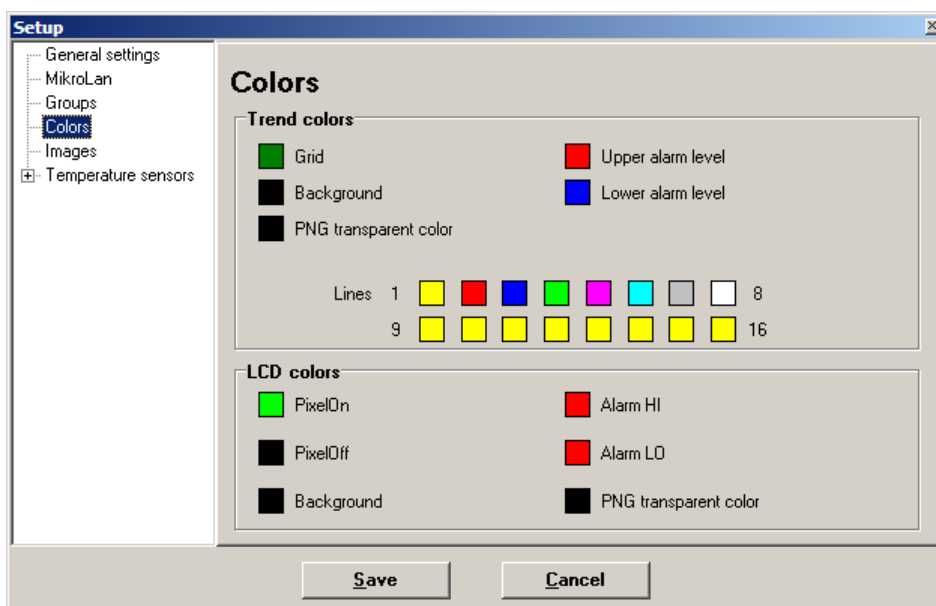 Setup
General settings
MikroLan
Groups
Colors
Images
Temperature sensors
Colors
Trend colors
Grid
Upper alarm level
Background
Lower alarm level
PNG transparent color
Lines 1 8
9 16
LCD colors
PixelOn
Alarm HI
PixelOff
Alarm LO
Background
PNG transparent color
Save
Cancel